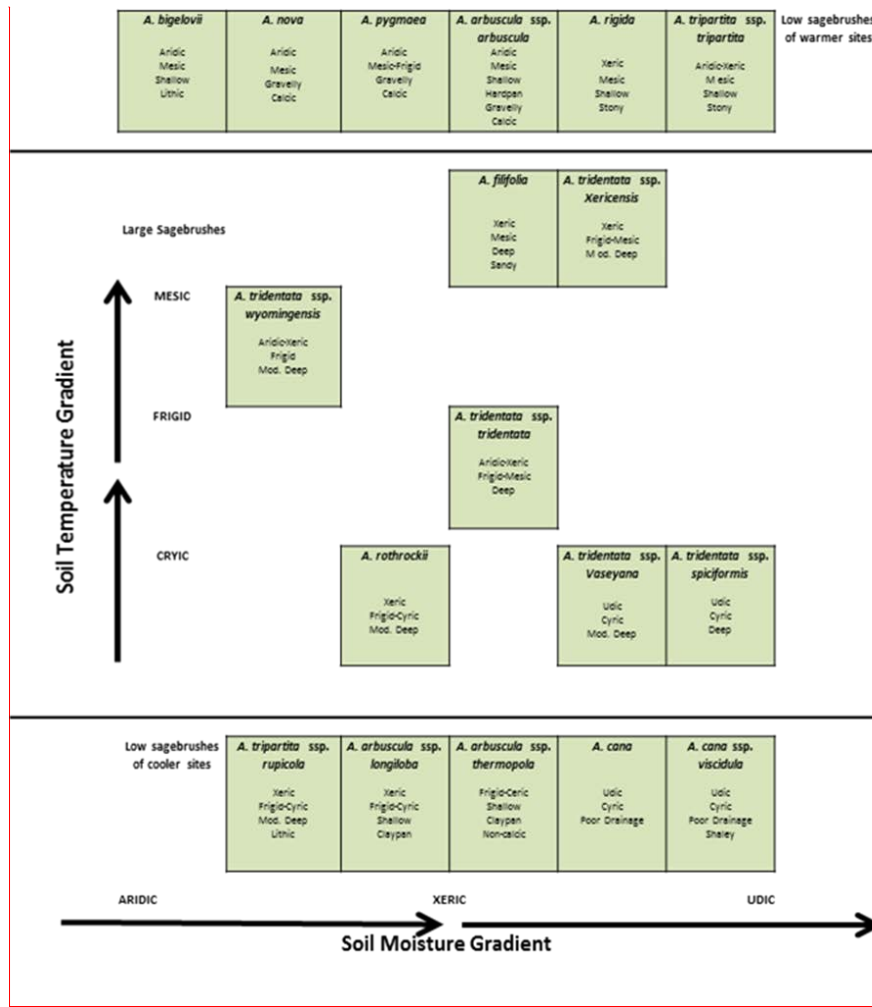 A. bigelovii
Aridic
Mesic
Shallow
Lithic
A. nova
Aridic
Mesic
Gravelly
Calcic
A. pygmaea
Aridic
Mesic-Frigid
Gravelly
Calcic
A. arbuscula ssp.
arbuscula
Aridic
Mesic
Shallow
Hardpan
Gravelly
Calcic
A. rigida
Xeric
Mesic
Shallow
Stony
A. tripartita ssp.
tripartita
Aridic-Xeric
Mesic
Shallow
Stony
Low sagebrushes
of warmer sites
Large Sagebrushes
A. filifolia
Xeric
Mesic
Deep
Sandy
A. tridentata ssp.
Xericensis
Xeric
Frigid-Mesic
Mod. Deep
Soil Temperature Gradient
MESIC
A. tridentata ssp.
wyomingensis
Aridic-Xeric
Frigid
Mod. Deep
FRIGID
A. tridentata ssp.
tridentata
Aridic-Xeric
Frigid-Mesic
Deep
CRYIC
A. rothrockii
Xeric
Frigid-Cyric
Mod. Deep
A. tridentata ssp.
Vaseyana
Udic
Cyric
Mod. Deep
A. tridentata ssp.
spiciformis
Udic
Cyric
Deep
Low sagebrushes
of cooler sites
A. tripartita ssp.
rupicola
Xeric
Frigid-Cyric
Mod. Deep
Lithic
A. arbuscula ssp.
longiloba
Xeric
Frigid-Cyric
Shallow
Claypan
A. arbuscula ssp.
thermopola
Frigid-Ceric
Shallow
Claypan
Non-calcic
A. cana
Udic
Cyric
Poor Drainage
A. cana ssp.
viscidula
Udic
Cyric
Poor Drainage
Shaley
ARIDIC
XERIC
UDIC
Soil Moisture Gradient